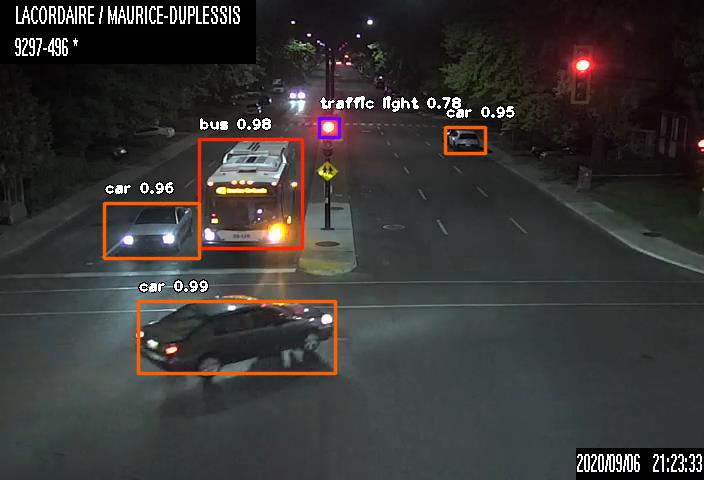 LACORDAIRE / MAURICE-DUPLESSIS
9297-496 *
traffic light 0.78
car 0.95
bus 0.98
car 0.96
car 0.99
2020/09/06 21:23:33